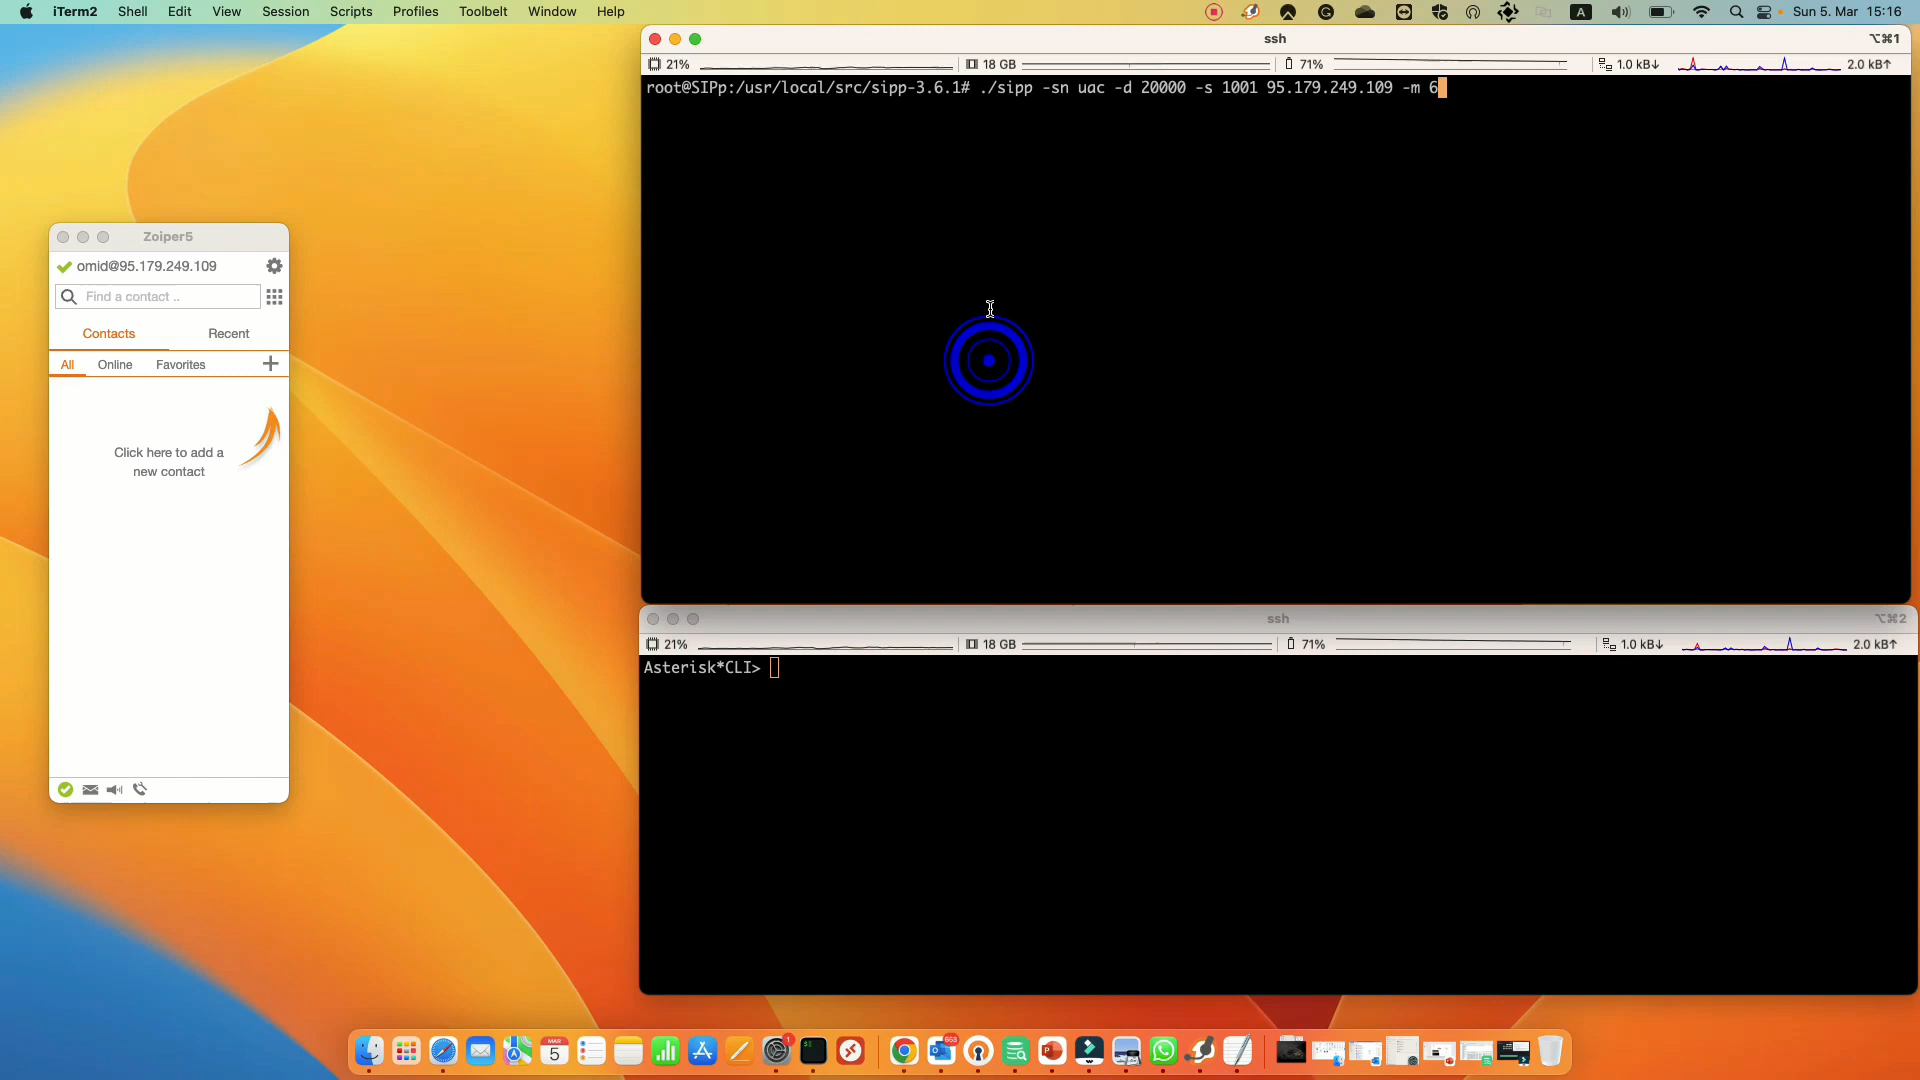 iTerm2 Shell Edit View Session Scripts Profiles Toolbelt Window Help
A
Sun 5. Mar 15:16
ssh
⌥⌘1
21% 18 GB 71% 1.0 kB↓ 2.0 kB↑
root@SIPp:/usr/local/src/sipp-3.6.1# ./sipp -sn uac -d 20000 -s 1001 95.179.249.109 -m 6
Zoiper5
omid@95.179.249.109
Find a contact ..
Contacts Recent
All Online Favorites +
Click here to add a
new contact
ssh
⌥⌘2
21% 18 GB 71% 1.0 kB↓ 2.0 kB↑
Asterisk*CLI>
MAR
5
1
$
663